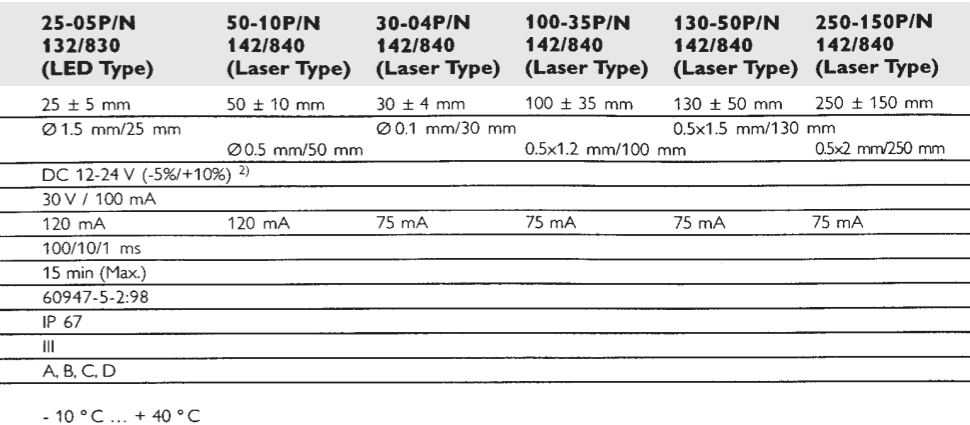 25-05P/N 50-10P/N 30-04P/N 100-35P/N 130-50P/N 250-150P/N
132/830 142/840 142/840 142/840 142/840 142/840
(LED Type) (Laser Type) (Laser Type) (Laser Type) (Laser Type) (Laser Type)
25 ± 5 mm 50 ± 10 mm 30 ± 4 mm 100 ± 35 mm 130 ± 50 mm 250 ± 150 mm
Ø 1.5 mm/25 mm Ø 0.1 mm/30 mm 0.5x1.5 mm/130 mm
Ø 0.5 mm/50 mm 0.5x1.2 mm/100 mm 0.5x2 mm/250 mm
DC 12-24 V (-5%/+10%) 2)
30 V / 100 mA
120 mA 120 mA 75 mA 75 mA 75 mA 75 mA
100/10/1 ms
15 min (Max.)
60947-5-2:98
IP 67
III
A, B, C, D
- 10 °C ... + 40 °C